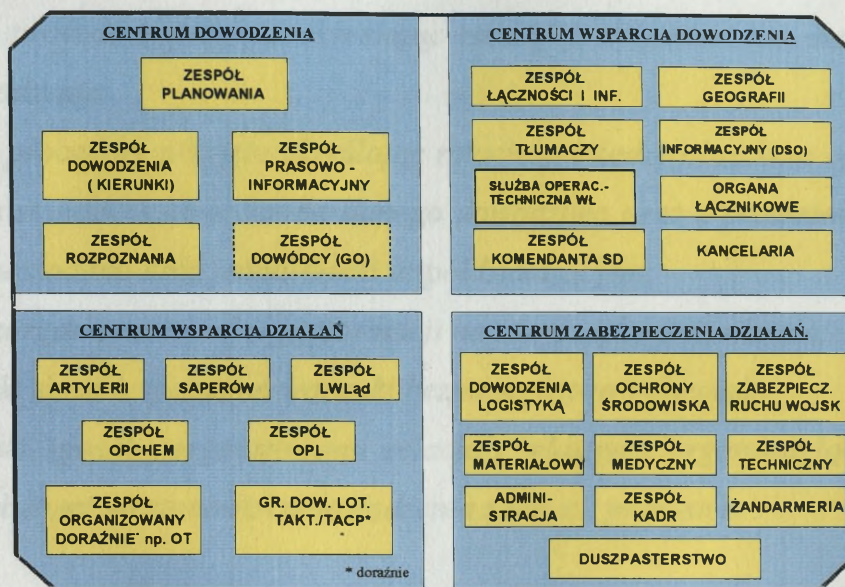 CENTRUM DOWODZENIA
ZESPÓŁ
PLANOWANIA
ZESPÓŁ
DOWODZENIA
( KIERUNKI)
ZESPÓŁ
PRASOWO -
INFORMACYJNY
ZESPÓŁ
ROZPOZNANIA
ZESPÓŁ
DOWÓDCY (GO)
CENTRUM WSPARCIA DOWODZENIA
ZESPÓŁ
ŁĄCZNOŚCI I INF.
ZESPÓŁ
GEOGRAFII
ZESPÓŁ
TŁUMACZY
ZESPÓŁ
INFORMACYJNY (DSO)
SŁUŻBA OPERAC.-
TECHNICZNA WŁ
ORGANA
ŁĄCZNIKOWE
ZESPÓŁ
KOMENDANTA SD
KANCELARIA
CENTRUM WSPARCIA DZIAŁAŃ
ZESPÓŁ
ARTYLERII
ZESPÓŁ
SAPERÓW
ZESPÓŁ
LWLąd
ZESPÓŁ
OPCHEM
ZESPÓŁ
OPL
ZESPÓŁ
ORGANIZOWANY
DORAŹNIE* np. OT
GR. DOW. LOT.
TAKT./TACP*
* doraźnie
CENTRUM ZABEZPIECZENIA DZIAŁAŃ.
ZESPÓŁ
DOWODZENIA
LOGISTYKĄ
ZESPÓŁ
OCHRONY
ŚRODOWISKA
ZESPÓŁ
ZABEZPIECZ.
RUCHU WOJSK
ZESPÓŁ
MATERIAŁOWY
ZESPÓŁ
MEDYCZNY
ZESPÓŁ
TECHNICZNY
ADMINI-
STRACJA
ZESPÓŁ
KADR
ŻANDARMERIA
DUSZPASTERSTWO